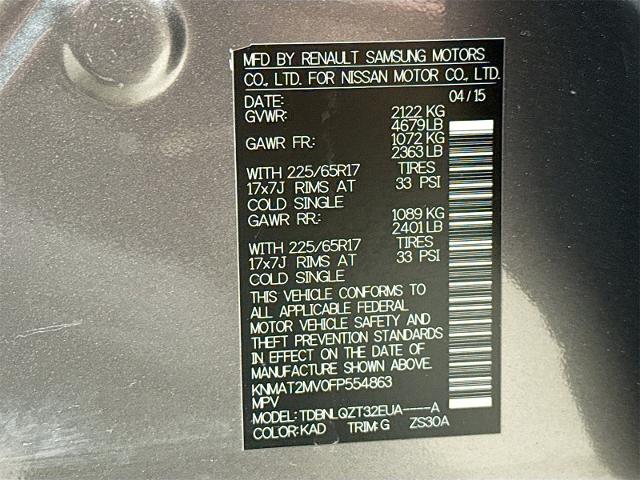 MFD BY RENAULT SAMSUNG MOTORS
CO., LTD. FOR NISSAN MOTOR CO., LTD.
DATE: 04/15
GVWR: 2122 KG
4679 LB
GAWR FR: 1072 KG
2363 LB
WITH 225/65R17 TIRES
17x7J RIMS AT 33 PSI
COLD SINGLE
GAWR RR: 1089 KG
2401 LB
WITH 225/65R17 TIRES
17x7J RIMS AT 33 PSI
COLD SINGLE
THIS VEHICLE CONFORMS TO
ALL APPLICABLE FEDERAL
MOTOR VEHICLE SAFETY AND
THEFT PREVENTION STANDARDS
IN EFFECT ON THE DATE OF
MANUFACTURE SHOWN ABOVE.
KNMAT2MV0FP554863
MPV
MODEL: TDBNLQZT32EUA-----A
COLOR: KAD TRIM: G ZS30A